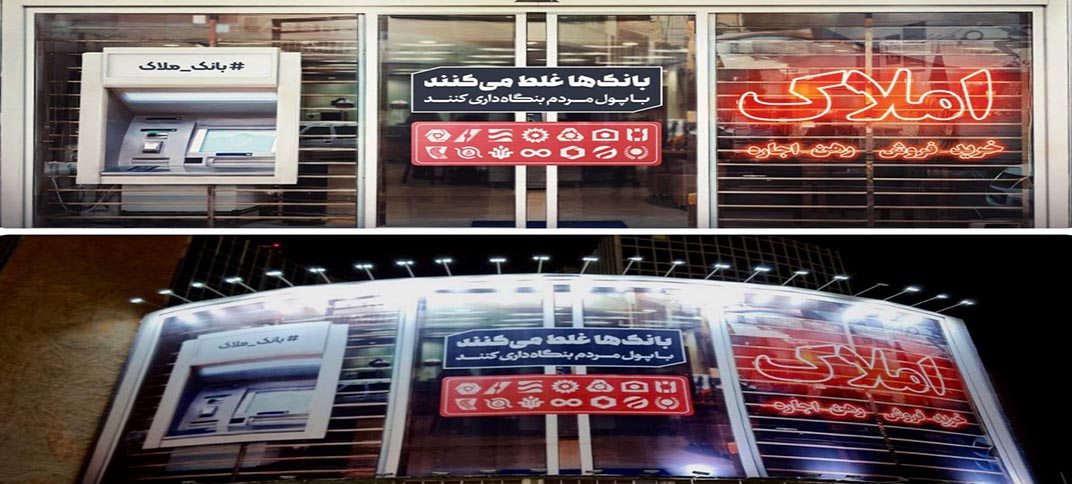 #بانک_ملاک
بانک‌ها غلط می‌کنند
با پول مردم بنگاه‌داری کنند
املاک
خرید - فروش - رهن - اجاره
#بانک_ملاک
بانک‌ها غلط می‌کنند
با پول مردم بنگاه‌داری کنند
املاک
خرید - فروش - رهن - اجاره